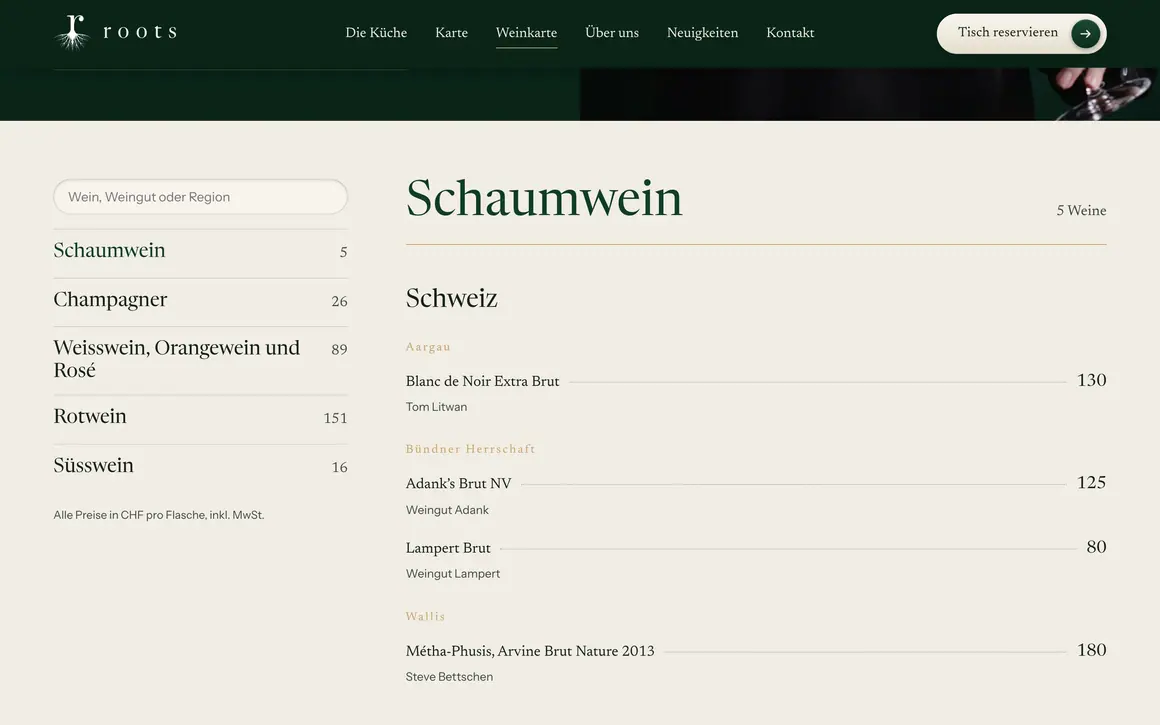 r roots
Die Küche
Karte
Weinkarte
Über uns
Neuigkeiten
Kontakt
Tisch reservieren
Wein, Weingut oder Region
Schaumwein 5
Champagner 26
Weisswein, Orangewein und 89
Rosé
Rotwein 151
Süsswein 16
Alle Preise in CHF pro Flasche, inkl. MwSt.
Schaumwein
5 Weine
Schweiz
Aargau
Blanc de Noir Extra Brut 130
Tom Litwan
Bündner Herrschaft
Adank's Brut NV 125
Weingut Adank
Lampert Brut 80
Weingut Lampert
Wallis
Métha-Phusis, Arvine Brut Nature 2013 180
Steve Bettschen